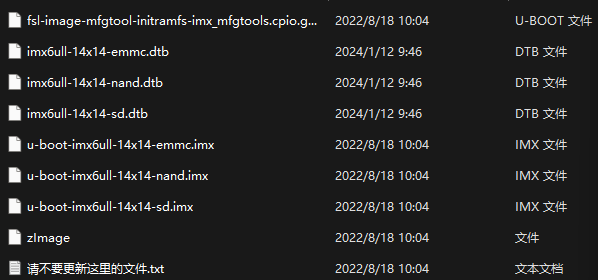 fsl-image-mfgtool-initramfs-imx_mfgtools.cpio.g... 2022/8/18 10:04 U-BOOT 文件
imx6ull-14x14-emmc.dtb 2024/1/12 9:46 DTB 文件
imx6ull-14x14-nand.dtb 2024/1/12 9:46 DTB 文件
imx6ull-14x14-sd.dtb 2024/1/12 9:46 DTB 文件
u-boot-imx6ull-14x14-emmc.imx 2022/8/18 10:04 IMX 文件
u-boot-imx6ull-14x14-nand.imx 2022/8/18 10:04 IMX 文件
u-boot-imx6ull-14x14-sd.imx 2022/8/18 10:04 IMX 文件
zImage 2022/8/18 10:04 文件
请不要更新这里的文件.txt 2022/8/18 10:04 文本文档